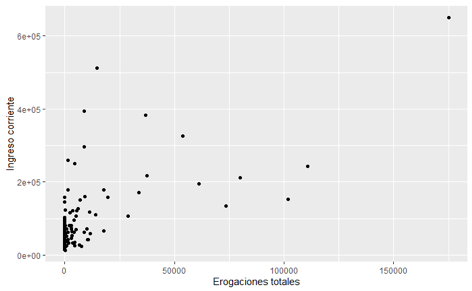 6e+05
4e+05
2e+05
0e+00
Ingreso corriente
0
50000
100000
150000
Erogaciones totales